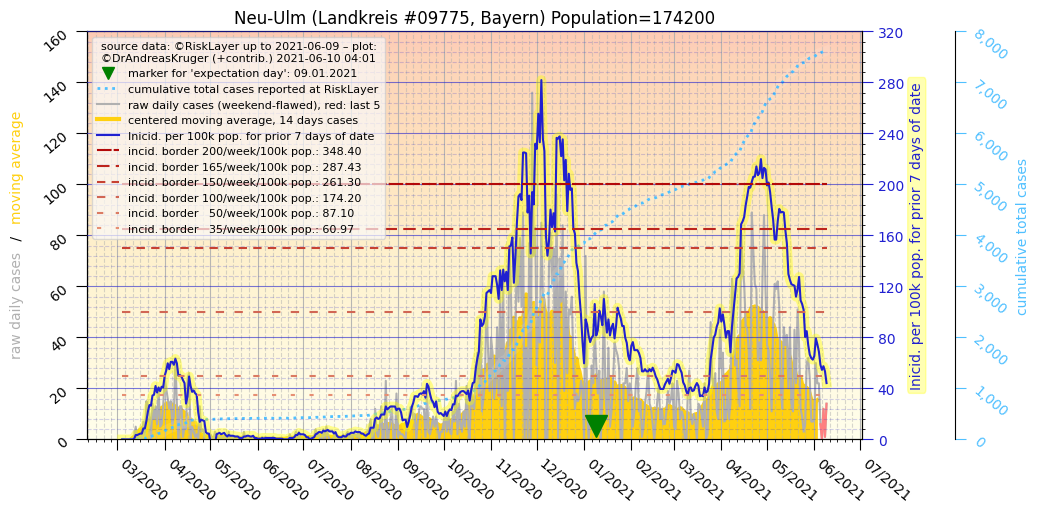 Neu-Ulm (Landkreis #09775, Bayern) Population=174200
source data: ©RiskLayer up to 2021-06-09 – plot:
©DrAndreasKruger (+contrib.) 2021-06-10 04:01
marker for 'expectation day': 09.01.2021
cumulative total cases reported at RiskLayer
raw daily cases (weekend-flawed), red: last 5
centered moving average, 14 days cases
Inicid. per 100k pop. for prior 7 days of date
incid. border 200/week/100k pop.: 348.40
incid. border 165/week/100k pop.: 287.43
incid. border 150/week/100k pop.: 261.30
incid. border 100/week/100k pop.: 174.20
incid. border   50/week/100k pop.: 87.10
incid. border   35/week/100k pop.: 60.97
raw daily cases / moving average
160
140
120
100
80
60
40
20
0
03/2020
04/2020
05/2020
06/2020
07/2020
08/2020
09/2020
10/2020
11/2020
12/2020
01/2021
02/2021
03/2021
04/2021
05/2021
06/2021
07/2021
320
280
240
200
160
120
80
40
0
Inicid. per 100k pop. for prior 7 days of date
8,000
7,000
6,000
5,000
4,000
3,000
2,000
1,000
0
cumulative total cases